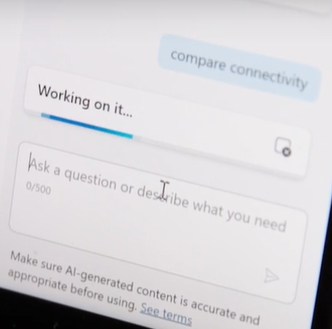 compare connectivity
Working on it...
Ask a question or describe what you need
0/500
Make sure AI-generated content is accurate and
appropriate before using. See terms